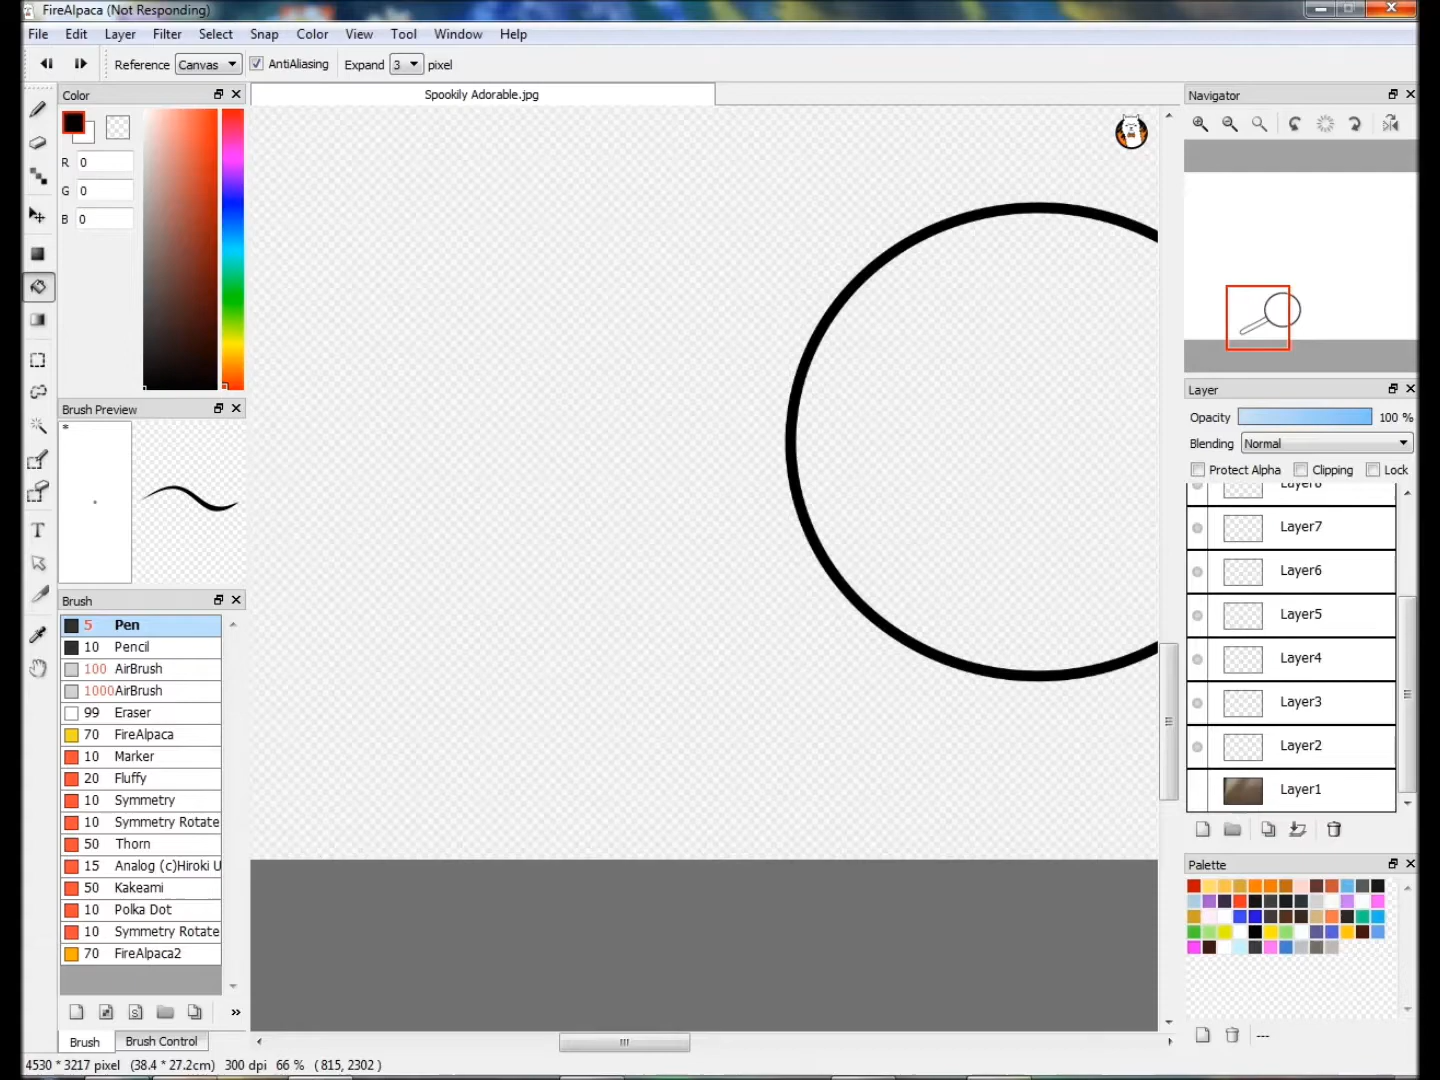 FireAlpaca (Not Responding)
File Edit Layer Filter Select Snap Color View Tool Window Help
Reference Canvas AntiAliasing Expand 3 pixel
Color
Spookily Adorable.jpg
Navigator
R 0
G 0
B 0
Layer
Opacity 100 %
Brush Preview
Blending Normal
*
Protect Alpha Clipping Lock
Layer8
Layer7
Layer6
Layer5
Layer4
Layer3
Layer2
Layer1
T
Brush
5 Pen
10 Pencil
100 AirBrush
1000 AirBrush
99 Eraser
70 FireAlpaca
10 Marker
20 Fluffy
10 Symmetry
10 Symmetry Rotate
50 Thorn
15 Analog (c)Hiroki U
50 Kakeami
10 Polka Dot
10 Symmetry Rotate
70 FireAlpaca2
Palette
S »
---
Brush Brush Control
4530 * 3217 pixel (38.4 * 27.2cm) 300 dpi 66 % ( 815, 2302 )